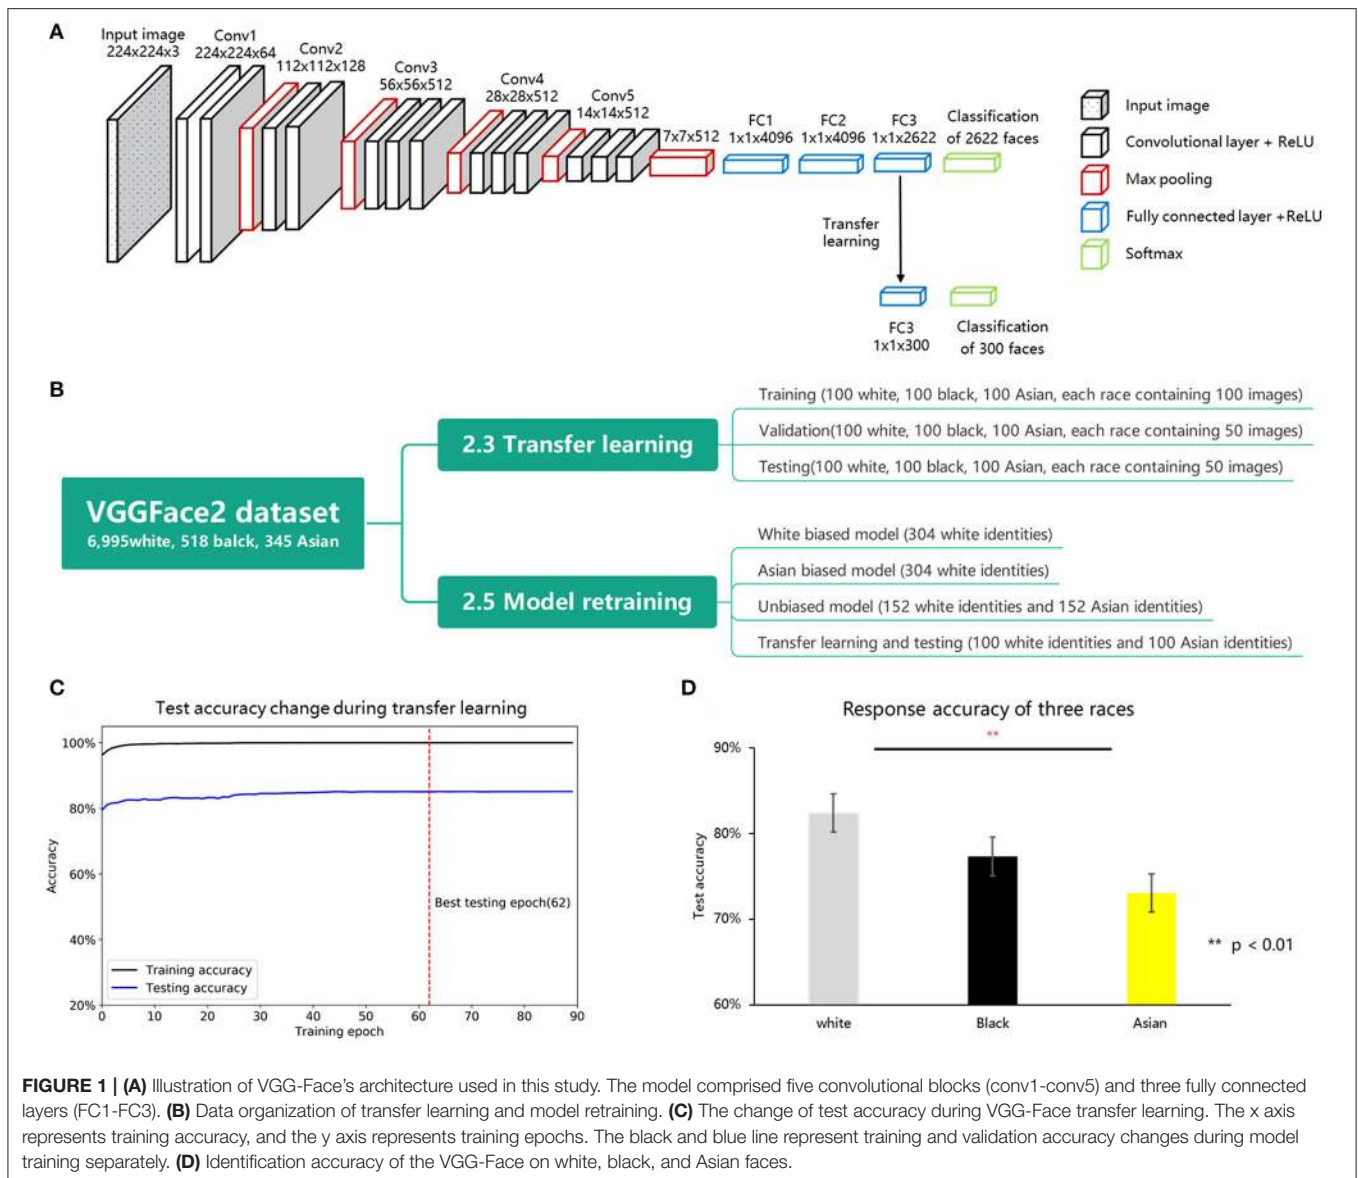 A
Input image
224x224x3
Conv1
224x224x64
Conv2
112x112x128
Conv3
56x56x512
Conv4
28x28x512
Conv5
14x14x512
7x7x512
FC1
1x1x4096
FC2
1x1x4096
FC3
1x1x2622
Classification
of 2622 faces
Transfer
learning
FC3
1x1x300
Classification
of 300 faces
Input image
Convolutional layer + ReLU
Max pooling
Fully connected layer +ReLU
Softmax
B
VGGFace2 dataset
6,995white, 518 balck, 345 Asian
2.3 Transfer learning
Training (100 white, 100 black, 100 Asian, each race containing 100 images)
Validation(100 white, 100 black, 100 Asian, each race containing 50 images)
Testing(100 white, 100 black, 100 Asian, each race containing 50 images)
2.5 Model retraining
White biased model (304 white identities)
Asian biased model (304 white identities)
Unbiased model (152 white identities and 152 Asian identities)
Transfer learning and testing (100 white identities and 100 Asian identities)
C
Test accuracy change during transfer learning
100%
80%
60%
40%
20%
Accuracy
Best testing epoch(62)
Training accuracy
Testing accuracy
0 10 20 30 40 50 60 70 80 90
Training epoch
D
Response accuracy of three races
**
90%
80%
70%
60%
Test accuracy
** p < 0.01
white Black Asian
FIGURE 1 | (A) Illustration of VGG-Face's architecture used in this study. The model comprised five convolutional blocks (conv1-conv5) and three fully connected
layers (FC1-FC3). (B) Data organization of transfer learning and model retraining. (C) The change of test accuracy during VGG-Face transfer learning. The x axis
represents training accuracy, and the y axis represents training epochs. The black and blue line represent training and validation accuracy changes during model
training separately. (D) Identification accuracy of the VGG-Face on white, black, and Asian faces.